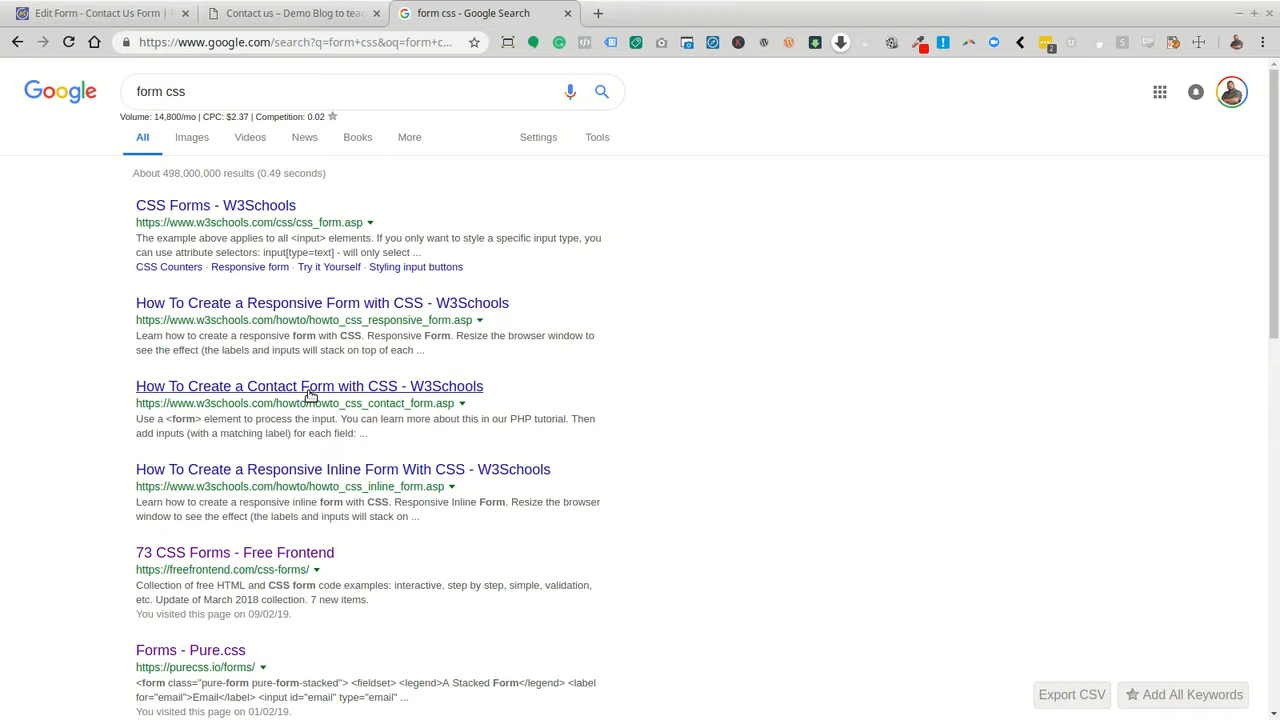 Edit Form - Contact Us Form |
Contact us – Demo Blog to tea
form css - Google Search
https://www.google.com/search?q=form+css&oq=form+c...
2
Google
form css
Volume: 14,800/mo | CPC: $2.37 | Competition: 0.02
All Images Videos News Books More Settings Tools
About 498,000,000 results (0.49 seconds)
CSS Forms - W3Schools
https://www.w3schools.com/css/css_form.asp
The example above applies to all <input> elements. If you only want to style a specific input type, you
can use attribute selectors: input[type=text] - will only select ...
CSS Counters · Responsive form · Try it Yourself · Styling input buttons
How To Create a Responsive Form with CSS - W3Schools
https://www.w3schools.com/howto/howto_css_responsive_form.asp
Learn how to create a responsive form with CSS. Responsive Form. Resize the browser window to
see the effect (the labels and inputs will stack on top of each ...
How To Create a Contact Form with CSS - W3Schools
https://www.w3schools.com/howto/howto_css_contact_form.asp
Use a <form> element to process the input. You can learn more about this in our PHP tutorial. Then
add inputs (with a matching label) for each field: ...
How To Create a Responsive Inline Form With CSS - W3Schools
https://www.w3schools.com/howto/howto_css_inline_form.asp
Learn how to create a responsive inline form with CSS. Responsive Inline Form. Resize the browser
window to see the effect (the labels and inputs will stack on ...
73 CSS Forms - Free Frontend
https://freefrontend.com/css-forms/
Collection of free HTML and CSS form code examples: interactive, step by step, simple, validation,
etc. Update of March 2018 collection. 7 new items.
You visited this page on 09/02/19.
Forms - Pure.css
https://purecss.io/forms/
<form class="pure-form pure-form-stacked"> <fieldset> <legend>A Stacked Form</legend> <label
for="email">Email</label> <input id="email" type="email" ...
You visited this page on 01/02/19.
Export CSV
Add All Keywords